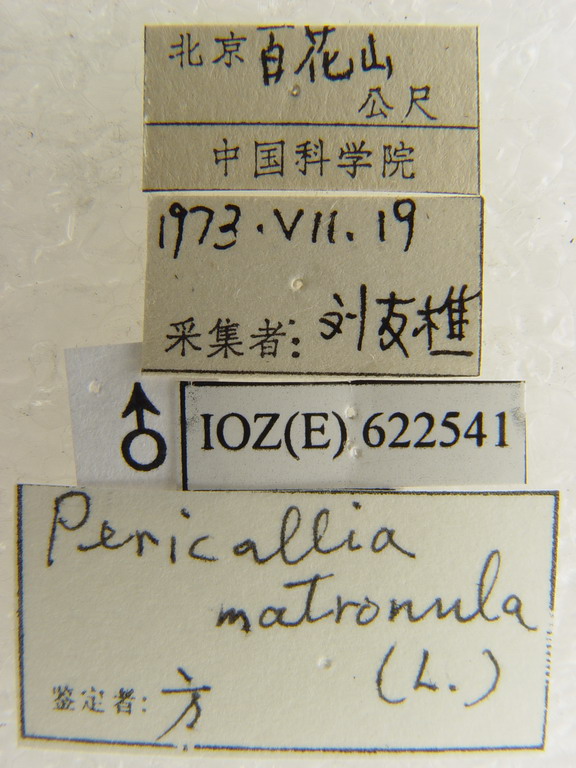 北京 百花山
公尺
中国科学院
1973.VII.19
采集者: 刘友樵
♂
IOZ(E) 622541
Pericallia
matronula
(L.)
鉴定者: 方